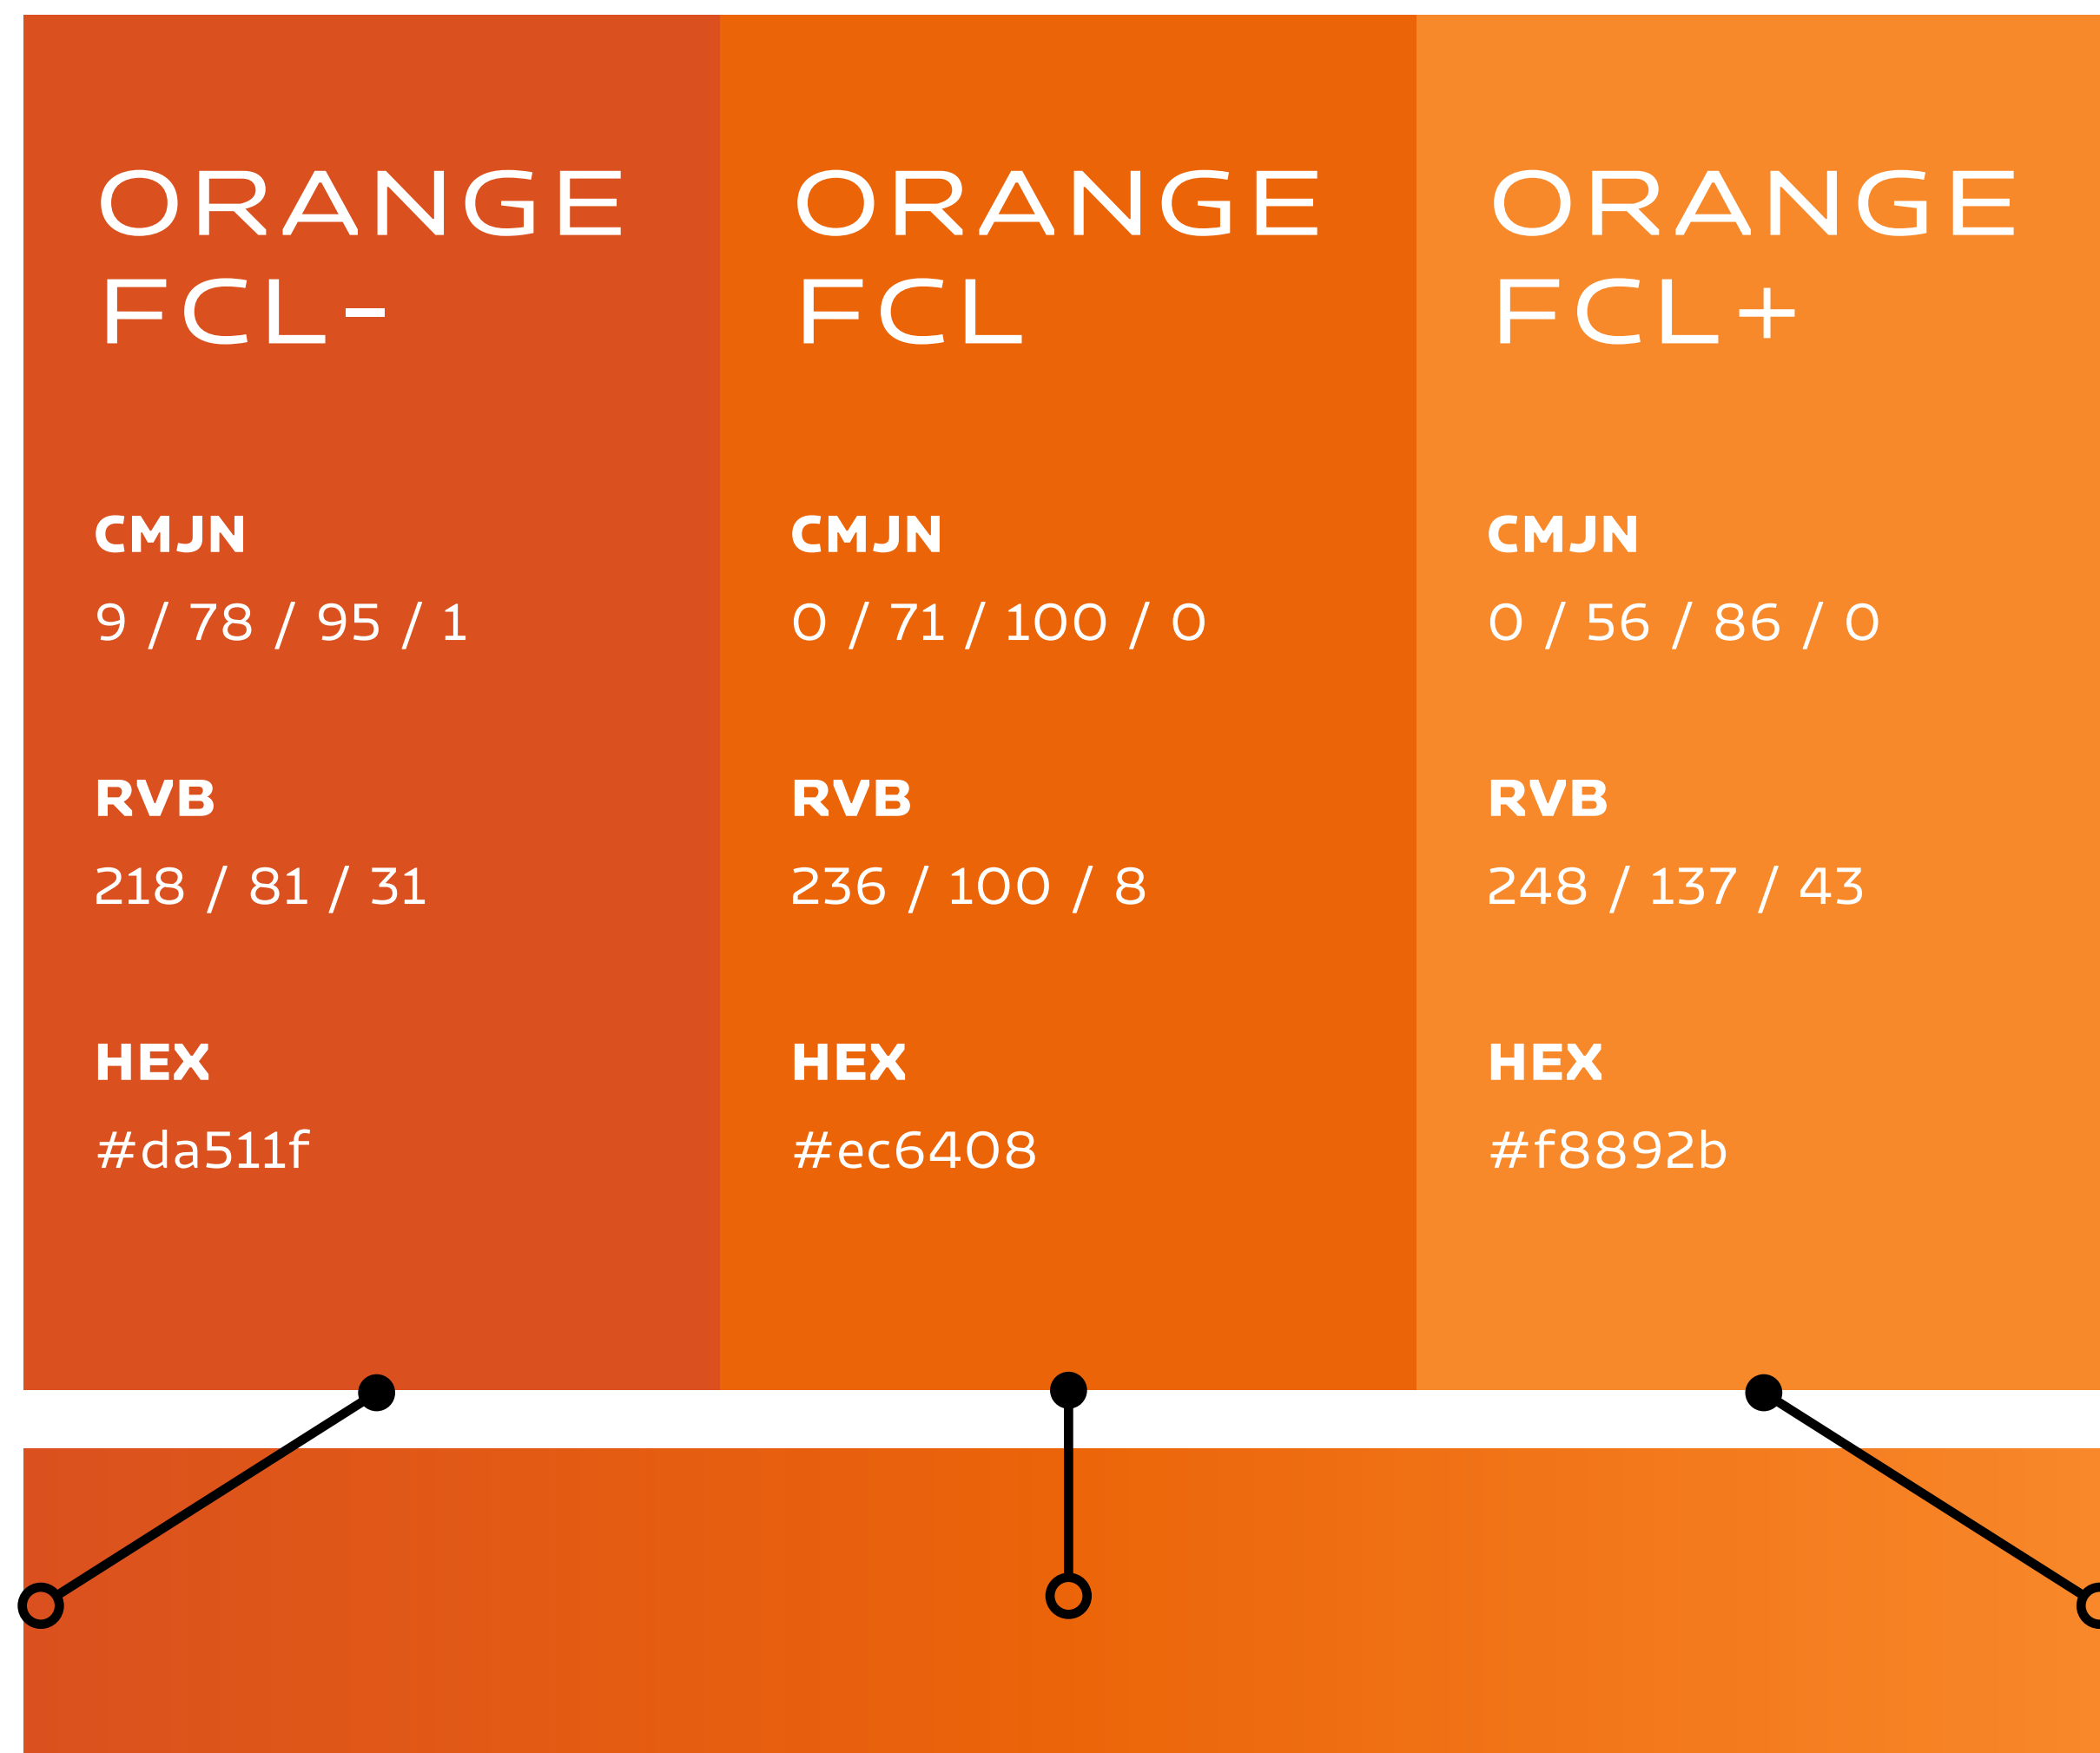 ORANGE
FCL-
CMJN
9 / 78 / 95 / 1
RVB
218 / 81 / 31
HEX
#da511f
ORANGE
FCL
CMJN
0 / 71 / 100 / 0
RVB
236 / 100 / 8
HEX
#ec6408
ORANGE
FCL+
CMJN
0 / 56 / 86 / 0
RVB
248 / 137 / 43
HEX
#f8892b